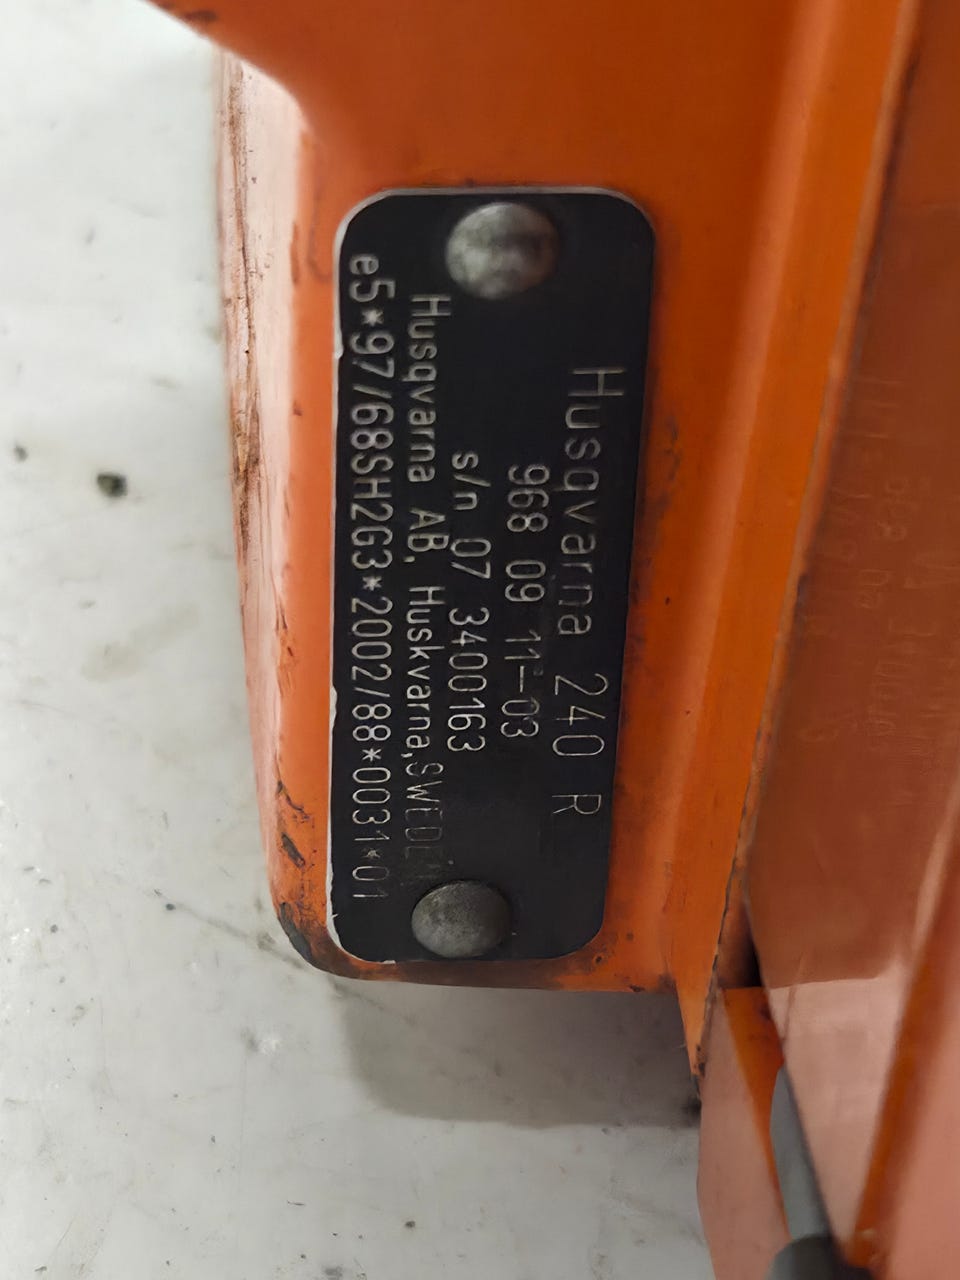 Husqvarna 240 R
968 09 11-03
s/n 07 3400163
Husqvarna AB, Huskvarna, SWEDEN
e5*97/68SH2G3*2002/88*0031*01